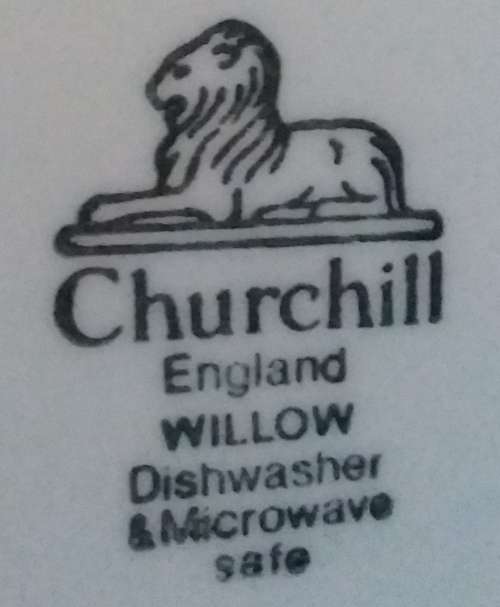 Churchill
England
WILLOW
Dishwasher
&Microwave
safe